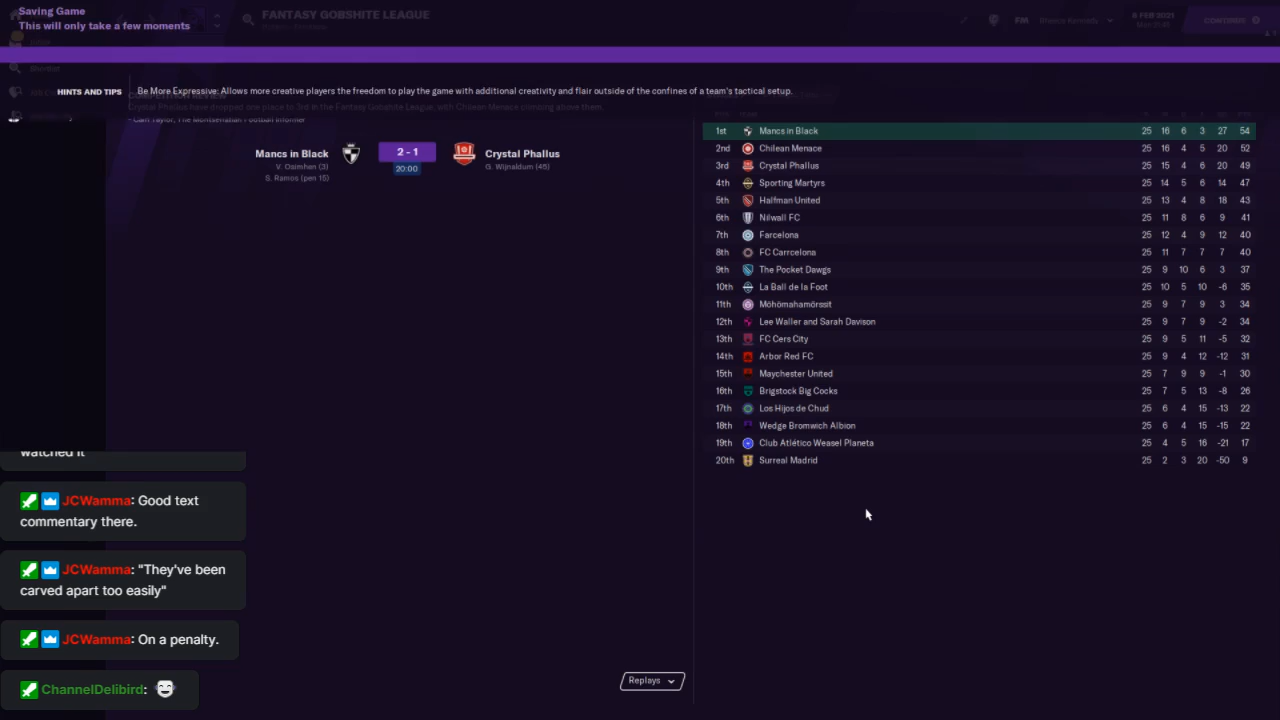 Saving Game
This will only take a few moments
FANTASY GOBSHITE LEAGUE
FM
8 FEB 2021
CONTINUE
HINTS AND TIPS
Be More Expressive: Allows more creative players the freedom to play the game with additional creativity and flair outside of the confines of a team's tactical setup.
Crystal Phallus have dropped one place to 3rd in the Fantasy Gobshite League, with Chilean Menace climbing above them.
Mancs in Black 2 - 1 Crystal Phallus
V. Osimhen (3) 20:00 G. Wijnaldum (45)
S. Ramos (pen 15)
1st Mancs in Black 25 16 6 3 27 54
2nd Chilean Menace 25 16 4 5 20 52
3rd Crystal Phallus 25 15 4 6 20 49
4th Sporting Martyrs 25 14 5 6 14 47
5th Halfman United 25 13 4 8 18 43
6th Nilwall FC 25 11 8 6 9 41
7th Farcelona 25 12 4 9 12 40
8th FC Carrcelona 25 11 7 7 7 40
9th The Pocket Dawgs 25 9 10 6 3 37
10th La Ball de la Foot 25 10 5 10 -6 35
11th Möhömahamörssit 25 9 7 9 3 34
12th Lee Waller and Sarah Davison 25 9 7 9 -2 34
13th FC Cers City 25 9 5 11 -5 32
14th Arbor Red FC 25 9 4 12 -12 31
15th Maychester United 25 7 9 9 -1 30
16th Brigstock Big Cocks 25 7 5 13 -8 26
17th Los Hijos de Chud 25 6 4 15 -13 22
18th Wedge Bromwich Albion 25 6 4 15 -15 22
19th Club Atlético Weasel Planeta 25 4 5 16 -21 17
20th Surreal Madrid 25 2 3 20 -50 9
watched it
JCWamma: Good text
commentary there.
JCWamma: "They've been
carved apart too easily"
JCWamma: On a penalty.
ChannelDelibird:
Replays